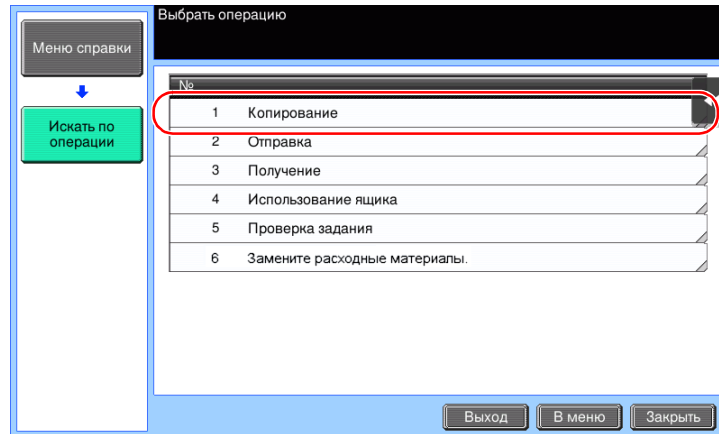 Выбрать операцию
Меню справки
Искать по
операции
№
1 Копирование
2 Отправка
3 Получение
4 Использование ящика
5 Проверка задания
6 Замените расходные материалы.
Выход В меню Закрыть